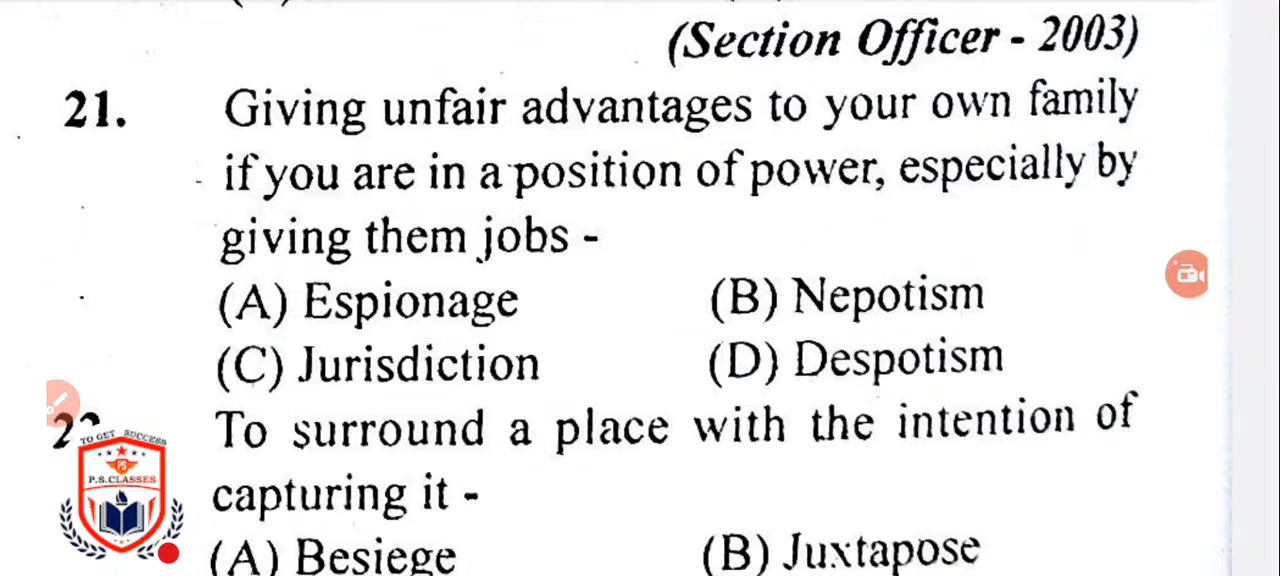 (Section Officer - 2003)
21. Giving unfair advantages to your own family
if you are in a position of power, especially by
giving them jobs -
(A) Espionage (B) Nepotism
(C) Jurisdiction (D) Despotism
To surround a place with the intention of
capturing it -
(A) Besiege (B) Juxtapose
TO GET SUCCESS
PS
P.S.CLASSES